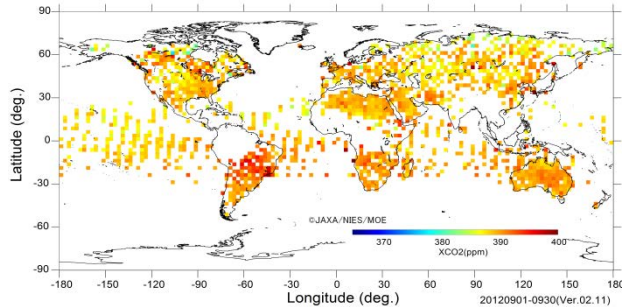 90
60
30
0
-30
-60
-90
Latitude (deg.)
©JAXA/NIES/MOE
370 380 390 400
XCO2(ppm)
20120901-0930(Ver.02.11)
-180 -150 -120 -90 -60 -30 0 30 60 90 120 150 180
Longitude (deg.)